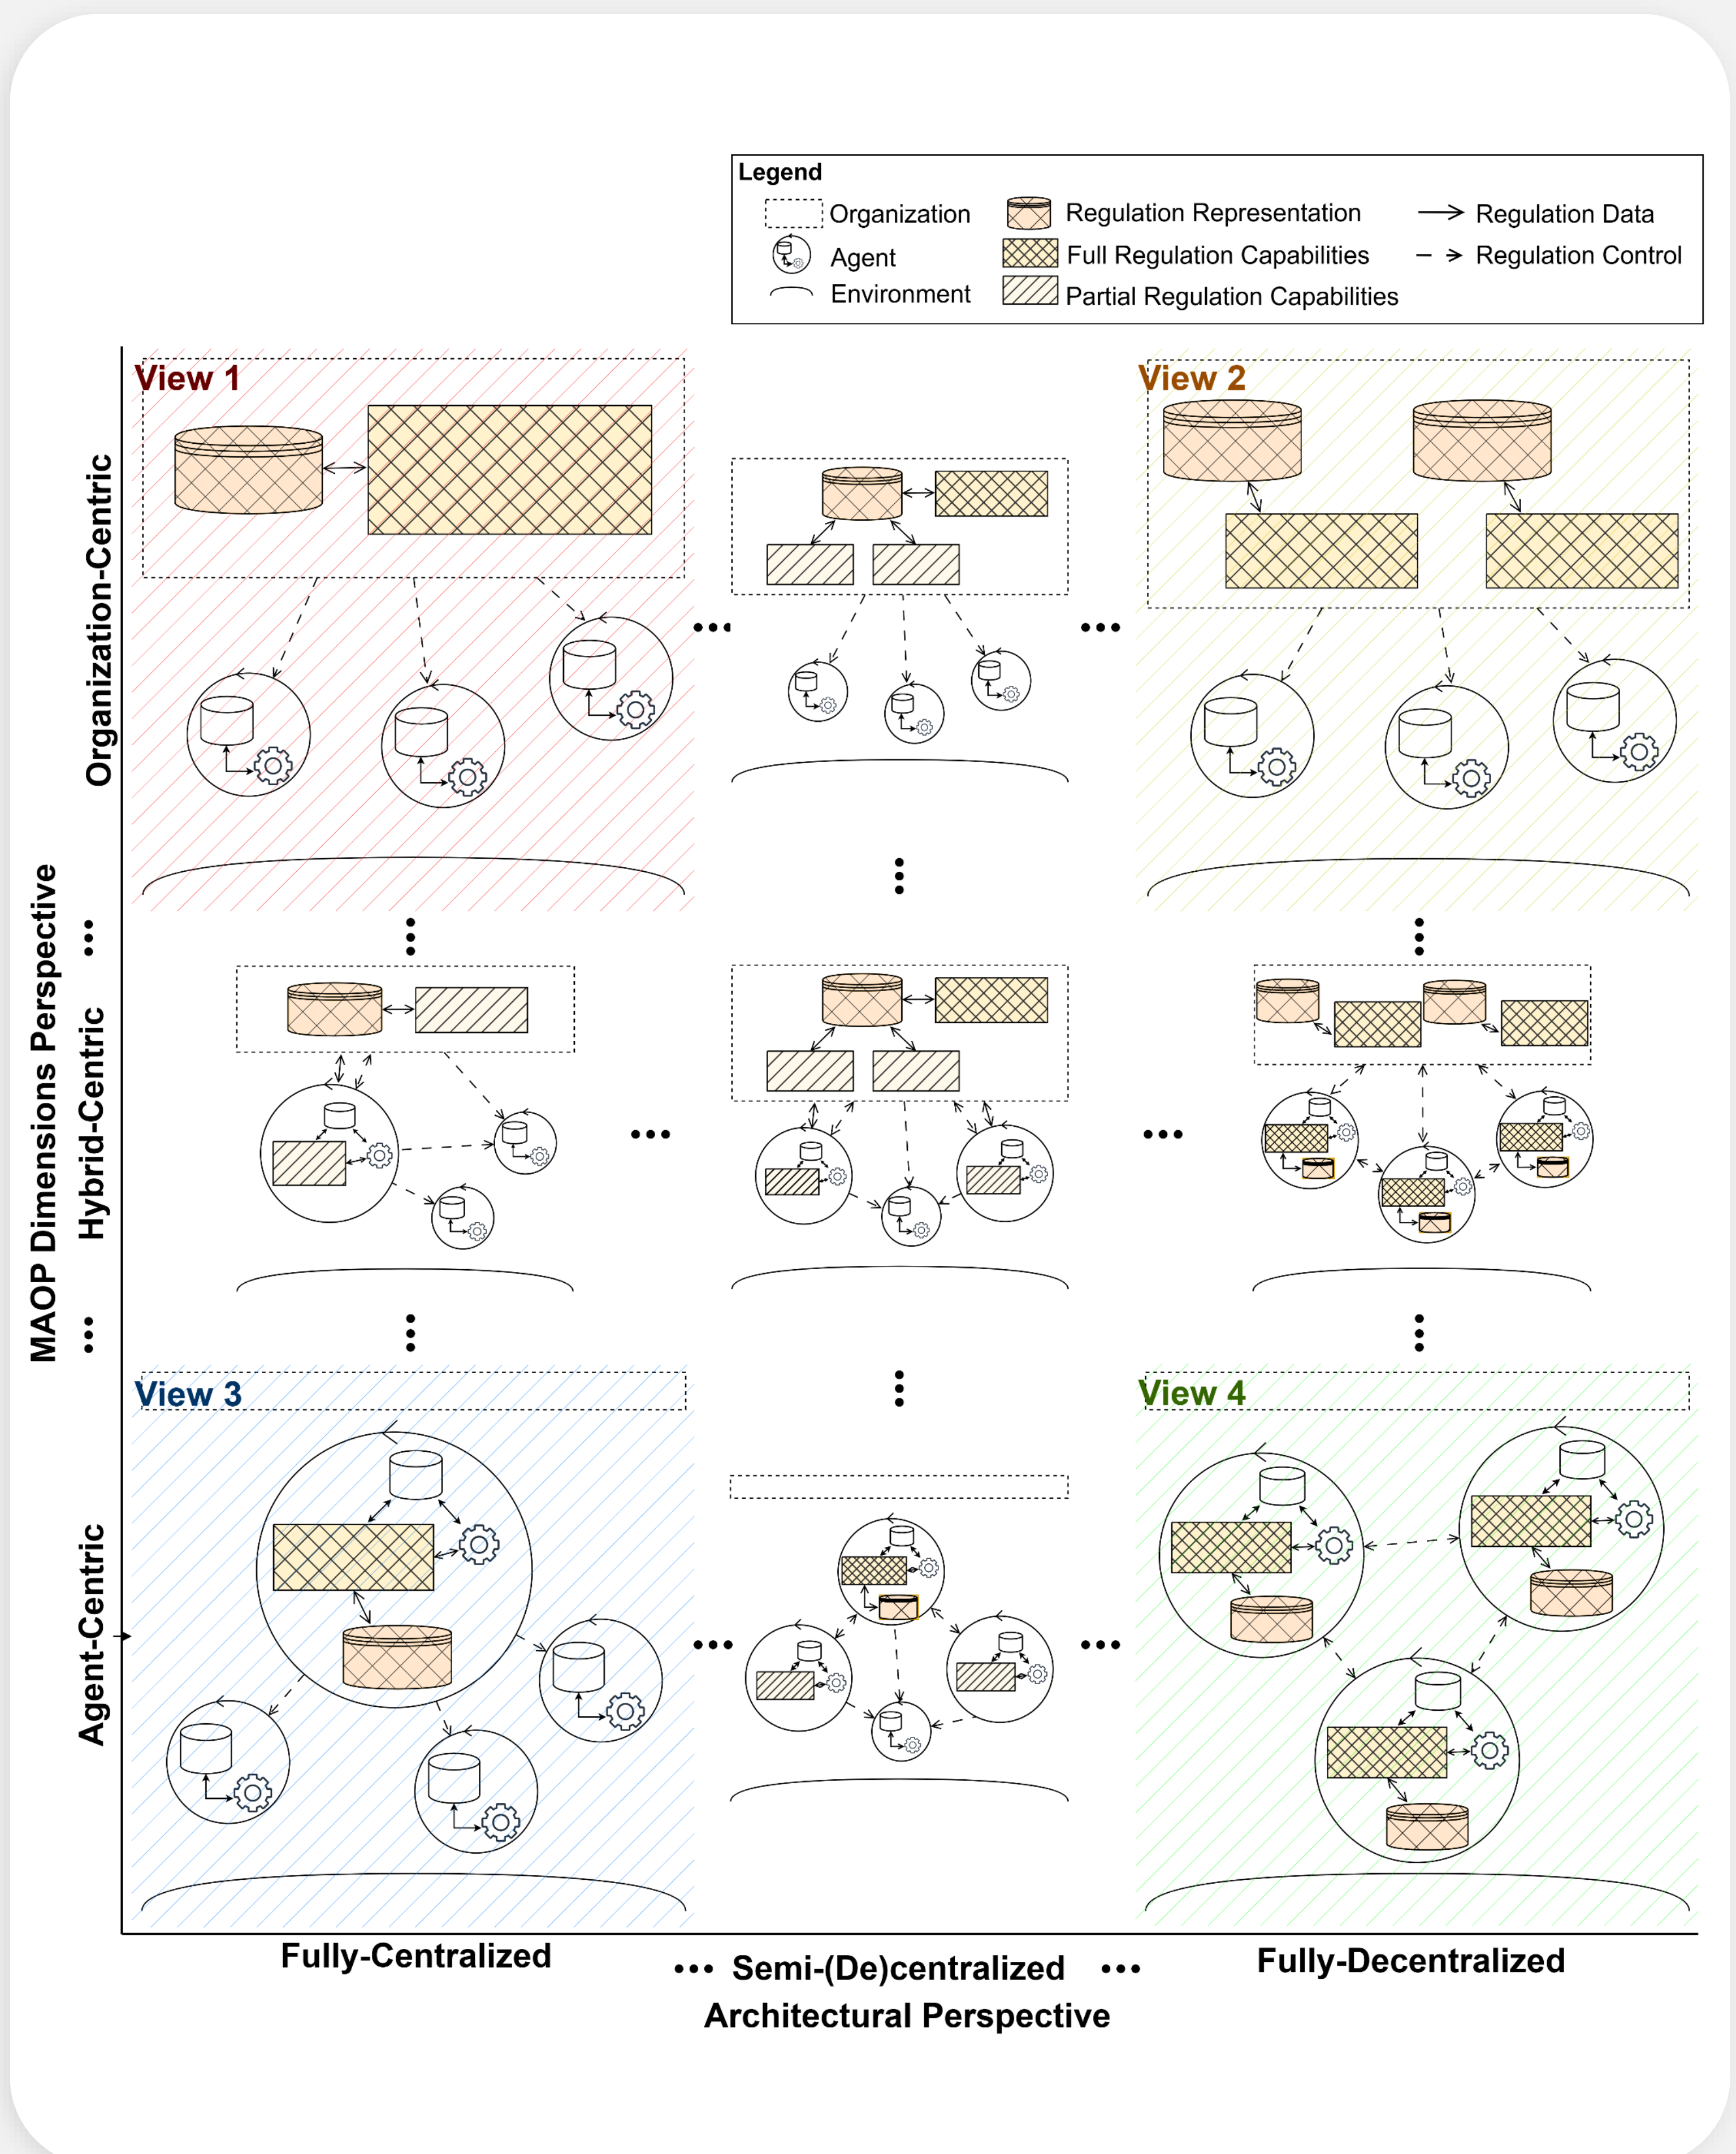 Legend
Organization
Regulation Representation
Regulation Data
Agent
Full Regulation Capabilities
Regulation Control
Environment
Partial Regulation Capabilities
View 1
View 2
Organization-Centric
MAOP Dimensions Perspective
Hybrid-Centric
View 3
View 4
Agent-Centric
Fully-Centralized
Semi-(De)centralized
Fully-Decentralized
Architectural Perspective